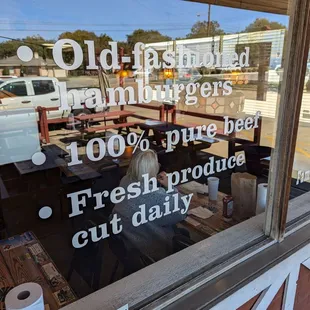 • Old-fashioned
hamburgers
• 100% pure beef
• Fresh produce
cut daily